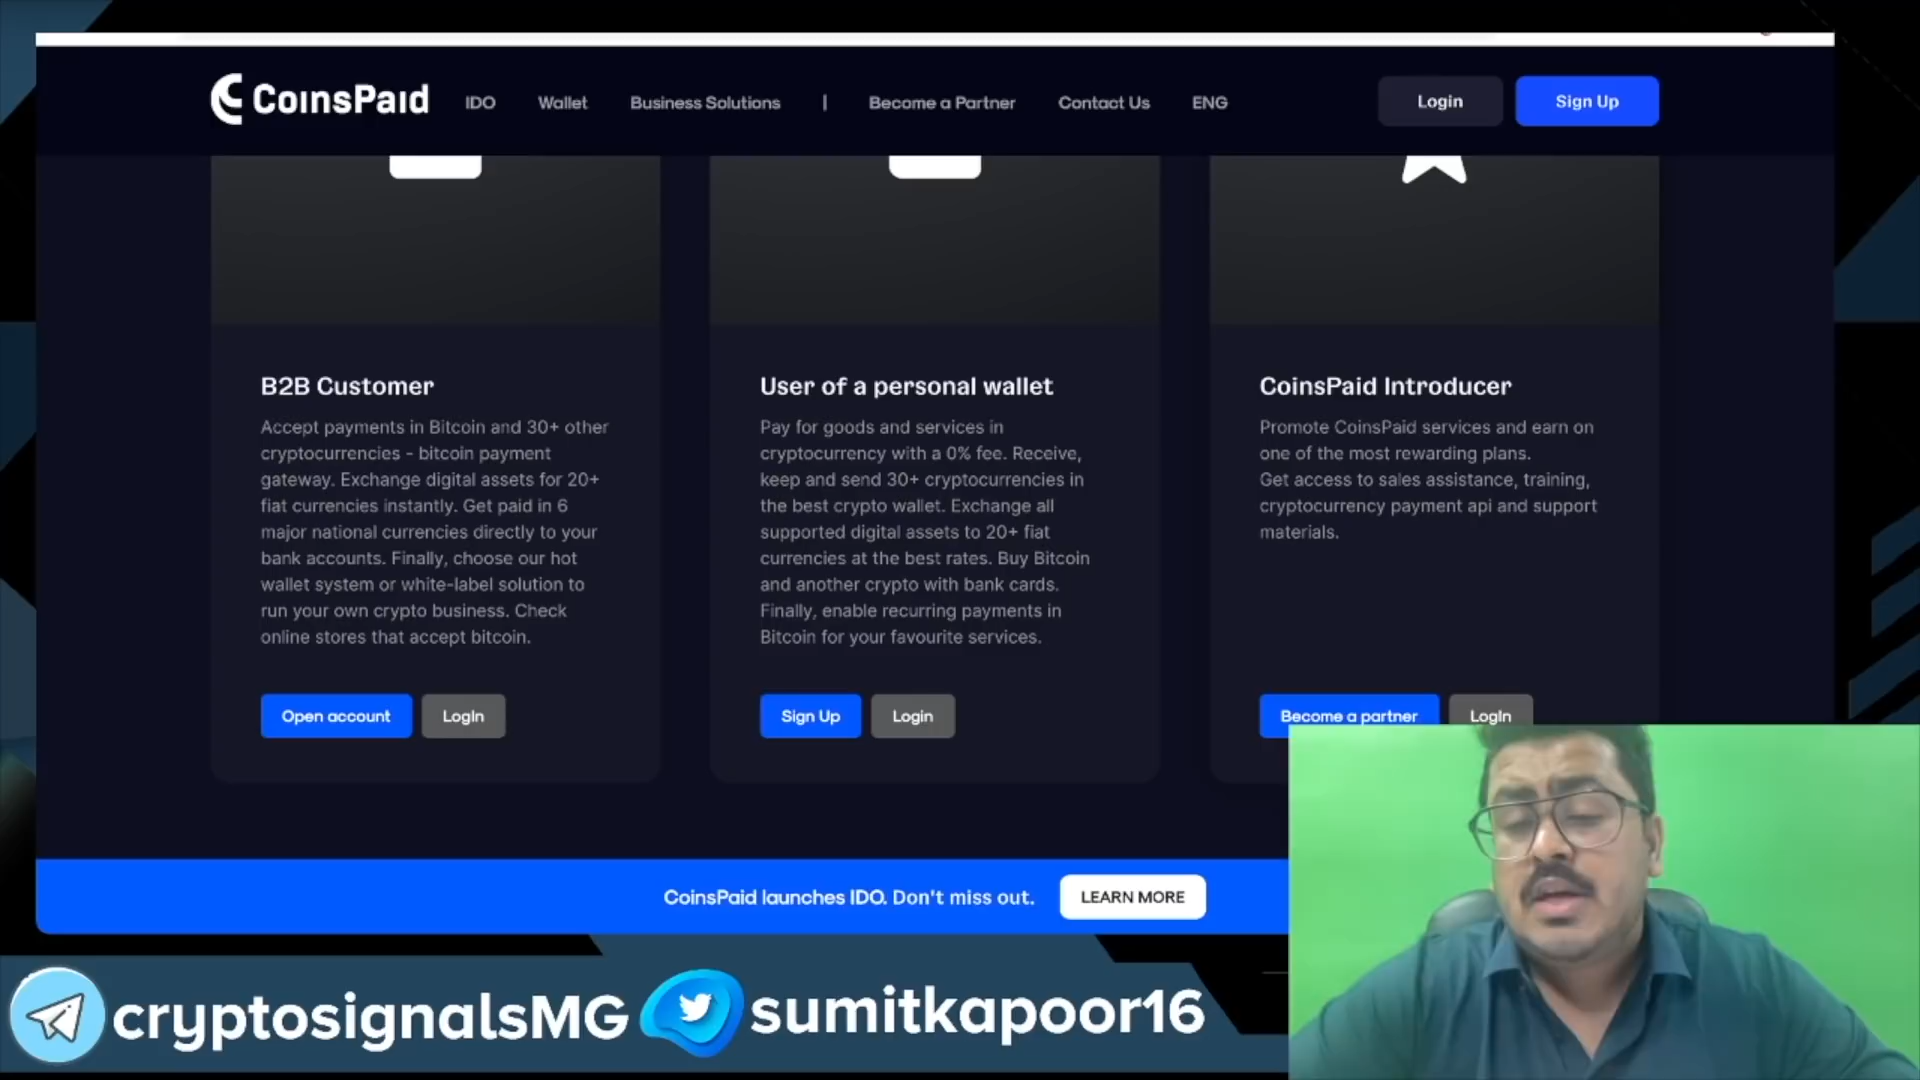 CoinsPaid IDO Wallet Business Solutions | Become a Partner Contact Us ENG Login Sign Up
B2B Customer
Accept payments in Bitcoin and 30+ other
cryptocurrencies - bitcoin payment
gateway. Exchange digital assets for 20+
fiat currencies instantly. Get paid in 6
major national currencies directly to your
bank accounts. Finally, choose our hot
wallet system or white-label solution to
run your own crypto business. Check
online stores that accept bitcoin.
Open account LogIn
User of a personal wallet
Pay for goods and services in
cryptocurrency with a 0% fee. Receive,
keep and send 30+ cryptocurrencies in
the best crypto wallet. Exchange all
supported digital assets to 20+ fiat
currencies at the best rates. Buy Bitcoin
and another crypto with bank cards.
Finally, enable recurring payments in
Bitcoin for your favourite services.
Sign Up Login
CoinsPaid Introducer
Promote CoinsPaid services and earn on
one of the most rewarding plans.
Get access to sales assistance, training,
cryptocurrency payment api and support
materials.
Become a partner LogIn
CoinsPaid launches IDO. Don't miss out. LEARN MORE
cryptosignalsMG sumitkapoor16